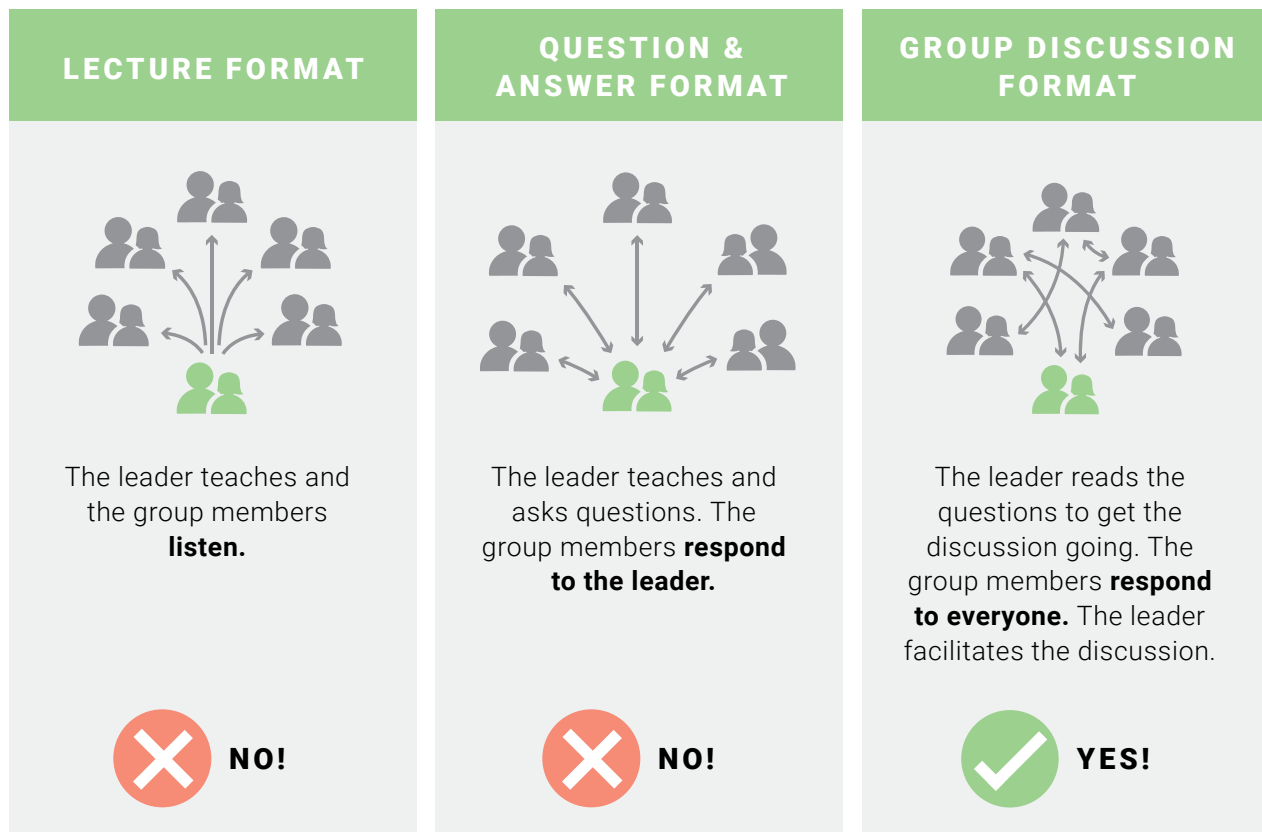 LECTURE FORMAT
The leader teaches and
the group members
listen.
NO!
QUESTION &
ANSWER FORMAT
The leader teaches and
asks questions. The
group members respond
to the leader.
NO!
GROUP DISCUSSION
FORMAT
The leader reads the
questions to get the
discussion going. The
group members respond
to everyone. The leader
facilitates the discussion.
YES!